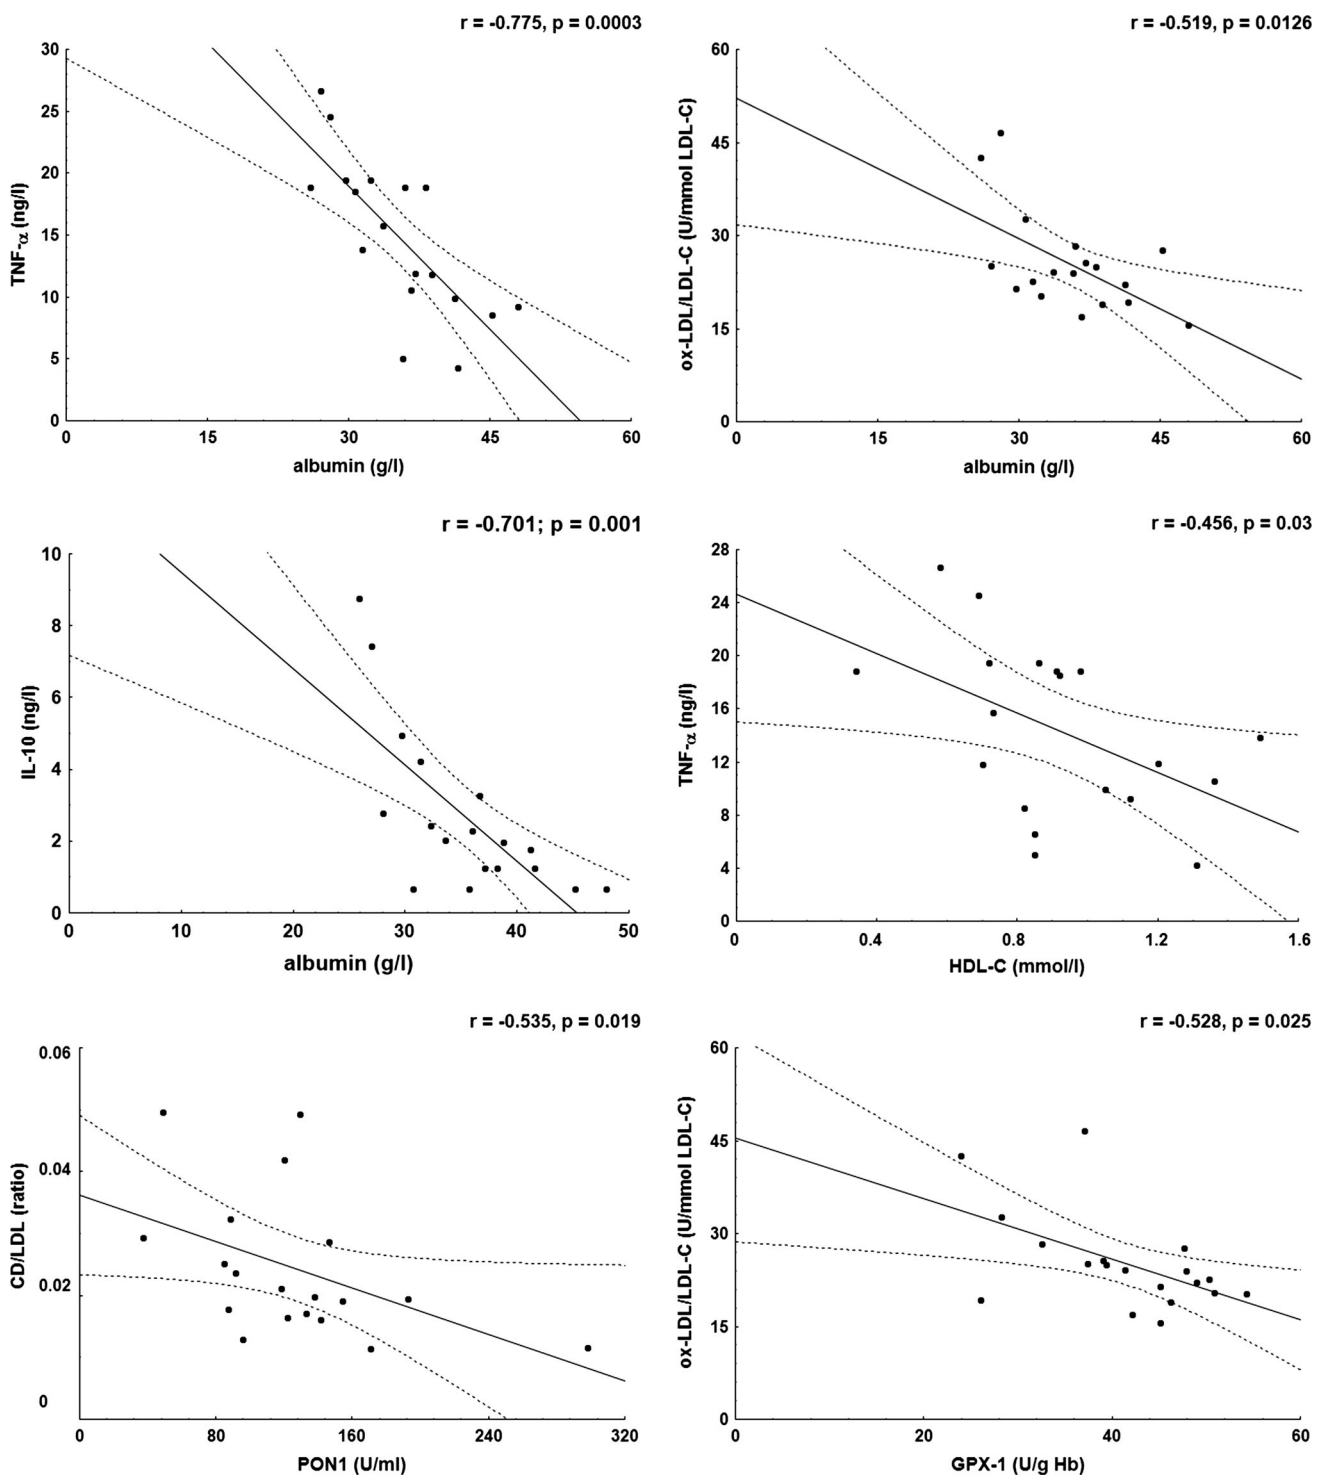 r = -0.775, p = 0.0003
30
25
20
15
10
5
0
TNF-α (ng/l)
0 15 30 45 60
albumin (g/l)
r = -0.519, p = 0.0126
60
45
30
15
0
ox-LDL/LDL-C (U/mmol LDL-C)
0 15 30 45 60
albumin (g/l)
r = -0.701; p = 0.001
10
8
6
4
2
0
IL-10 (ng/l)
0 10 20 30 40 50
albumin (g/l)
r = -0.456, p = 0.03
28
24
20
16
12
8
4
0
TNF-α (ng/l)
0 0.4 0.8 1.2 1.6
HDL-C (mmol/l)
r = -0.535, p = 0.019
0.06
0.04
0.02
0
CD/LDL (ratio)
0 80 160 240 320
PON1 (U/ml)
r = -0.528, p = 0.025
60
45
30
15
0
ox-LDL/LDL-C (U/mmol LDL-C)
0 20 40 60
GPX-1 (U/g Hb)